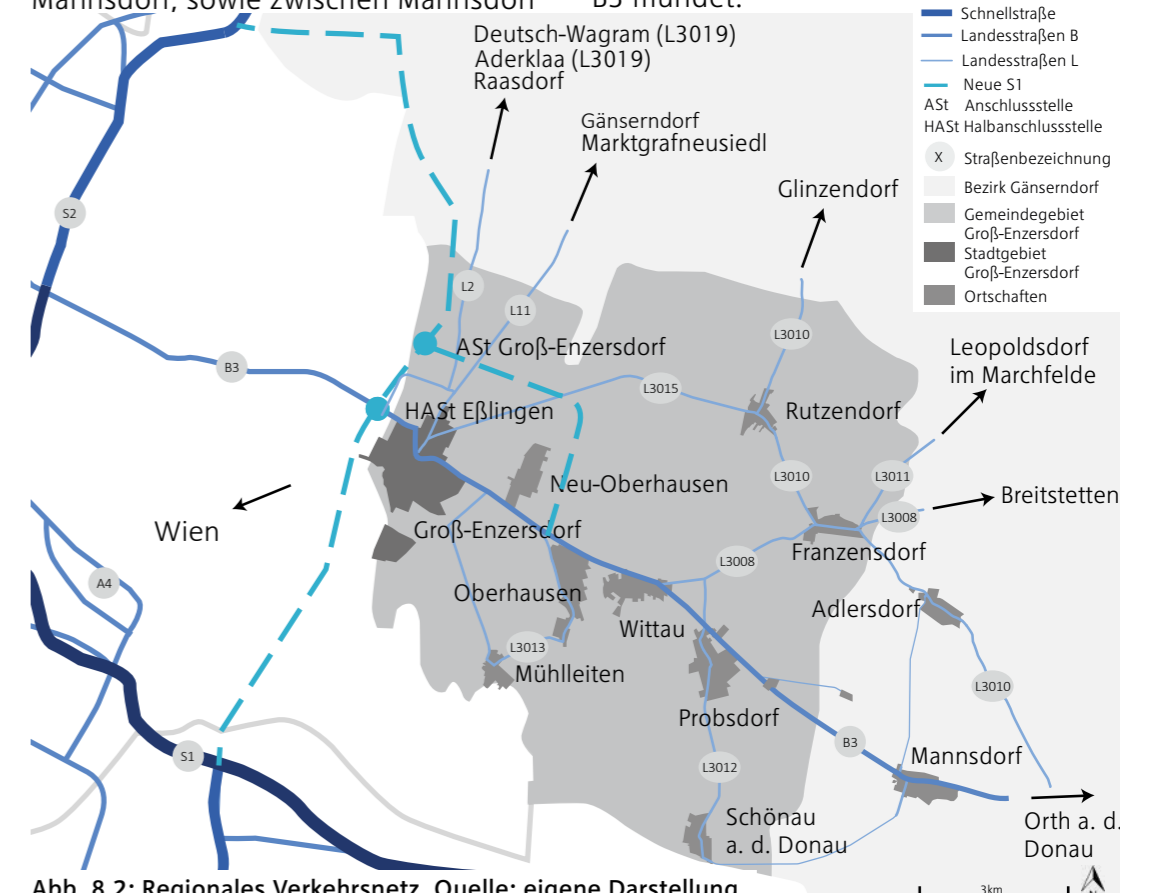 Mannsdorf, sowie zwischen Mannsdorf
B3 mündet.
Schnellstraße
Landesstraßen B
Landesstraßen L
Neue S1
ASt Anschlussstelle
HASt Halbanschlussstelle
X Straßenbezeichnung
Bezirk Gänserndorf
Gemeindegebiet
Groß-Enzersdorf
Stadtgebiet
Groß-Enzersdorf
Ortschaften
Deutsch-Wagram (L3019)
Aderklaa (L3019)
Raasdorf
Gänserndorf
Marktgrafneusiedl
Glinzendorf
S2
L2
L11
L3010
ASt Groß-Enzersdorf
Leopoldsdorf
im Marchfelde
B3
L3015
HASt Eßlingen
Rutzendorf
L3010
L3011
Neu-Oberhausen
Breitstetten
L3008
Wien
Groß-Enzersdorf
Franzensdorf
L3008
A4
Oberhausen
Adlersdorf
Wittau
L3013
Mühlleiten
L3010
Probsdorf
B3
S1
Mannsdorf
L3012
Schönau
a. d. Donau
Orth a. d.
Donau
3km
Abb. 8.2: Regionales Verkehrsnetz, Quelle: eigene Darstellung